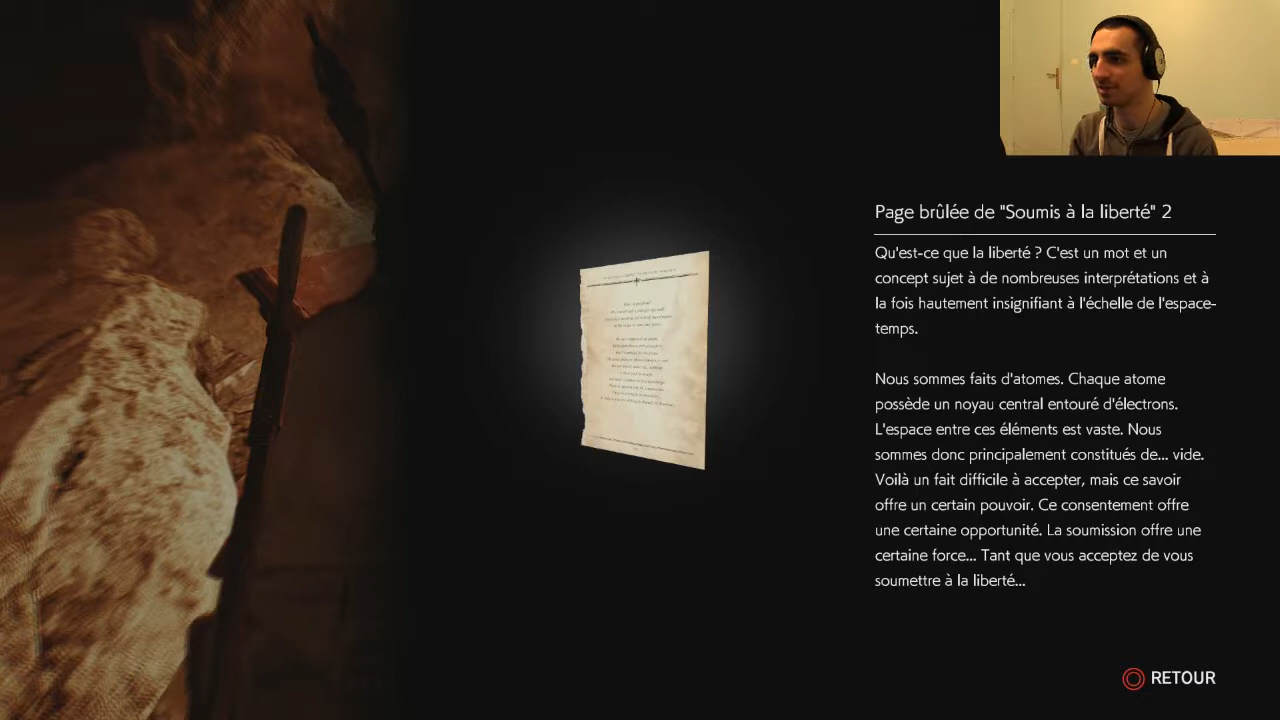 Page brûlée de "Soumis à la liberté" 2
Qu'est-ce que la liberté ? C'est un mot et un
concept sujet à de nombreuses interprétations et à
la fois hautement insignifiant à l'échelle de l'espace-
temps.
Nous sommes faits d'atomes. Chaque atome
possède un noyau central entouré d'électrons.
L'espace entre ces éléments est vaste. Nous
sommes donc principalement constitués de... vide.
Voilà un fait difficile à accepter, mais ce savoir
offre un certain pouvoir. Ce consentement offre
une certaine opportunité. La soumission offre une
certaine force... Tant que vous acceptez de vous
soumettre à la liberté...
RETOUR